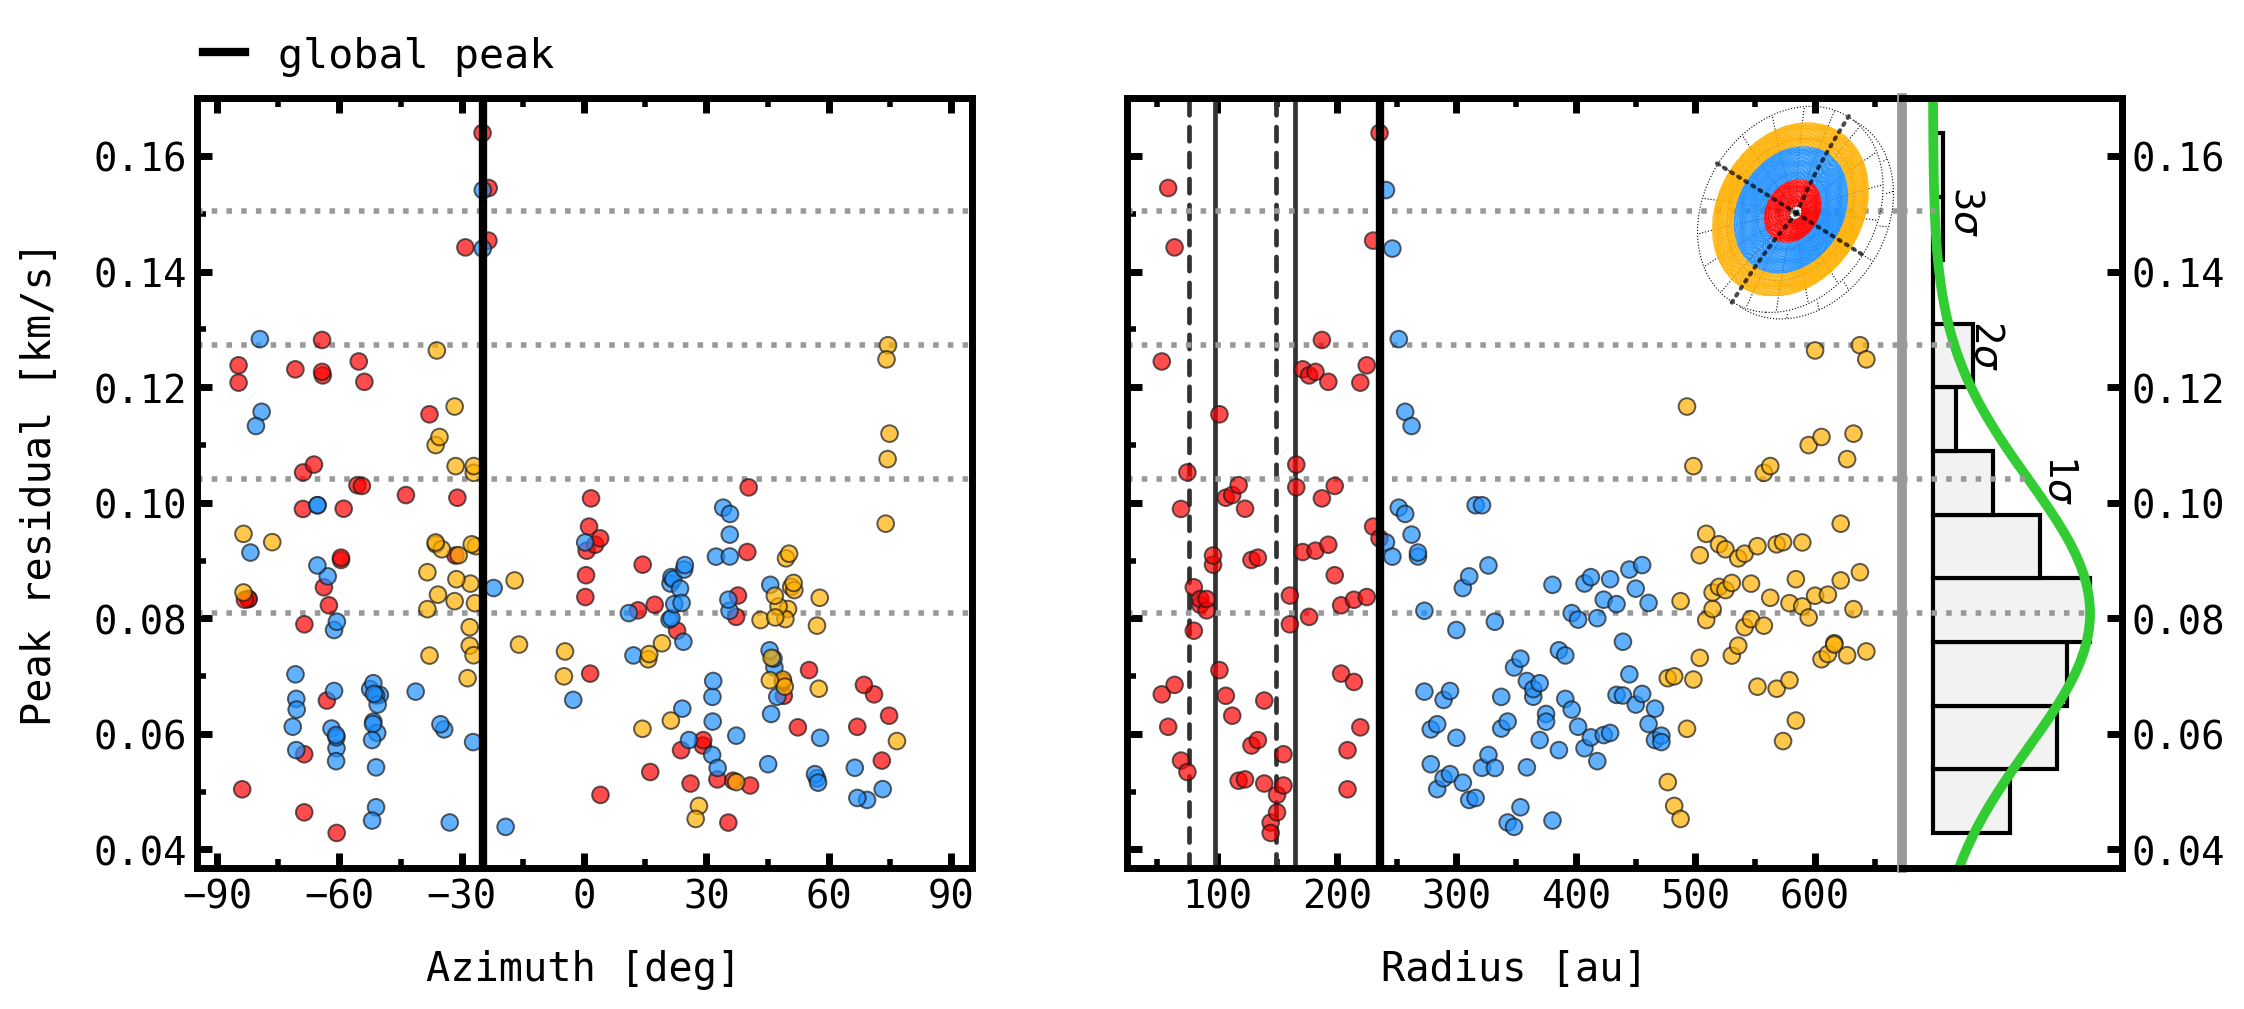 global peak
Peak residual [km/s]
0.16
0.14
0.12
0.10
0.08
0.06
0.04
−90 −60 −30 0 30 60 90
Azimuth [deg]
3σ
2σ
1σ
0.16
0.14
0.12
0.10
0.08
0.06
0.04
100 200 300 400 500 600
Radius [au]